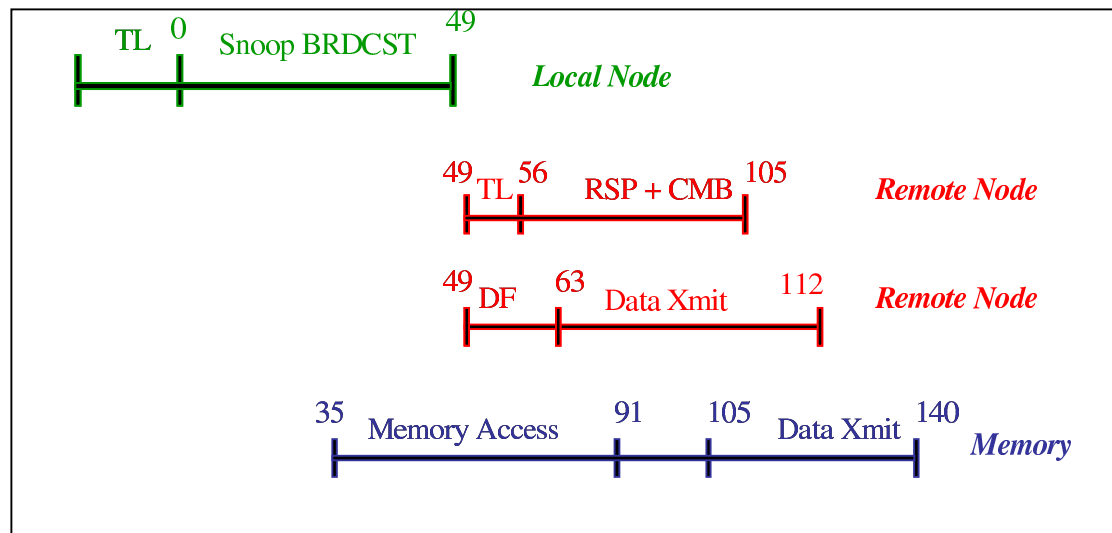 TL 0 Snoop BRDCST 49
Local Node
49 TL 56 RSP + CMB 105
Remote Node
49 DF 63 Data Xmit 112
Remote Node
35 Memory Access 91 105 Data Xmit 140
Memory